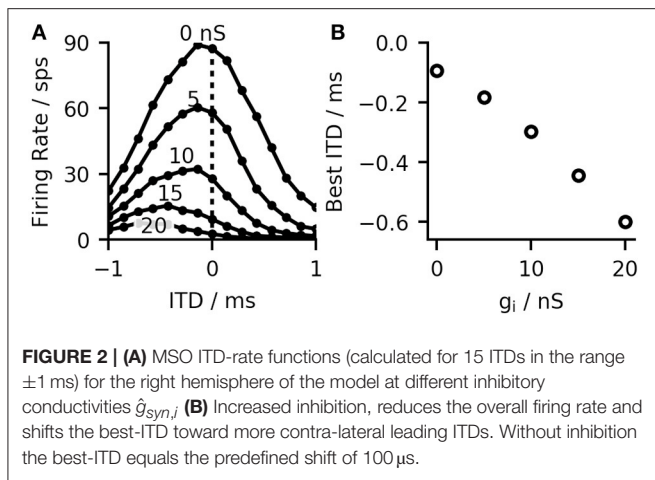 A
B
0 nS
90
60
30
0
5
10
15
20
Firing Rate / sps
−1
0
1
ITD / ms
0.0
−0.2
−0.4
−0.6
Best ITD / ms
0
10
20
gᵢ / nS
FIGURE 2 | (A) MSO ITD-rate functions (calculated for 15 ITDs in the range
±1 ms) for the right hemisphere of the model at different inhibitory
conductivities ĝsyn,i (B) Increased inhibition, reduces the overall firing rate and
shifts the best-ITD toward more contra-lateral leading ITDs. Without inhibition
the best-ITD equals the predefined shift of 100 µs.